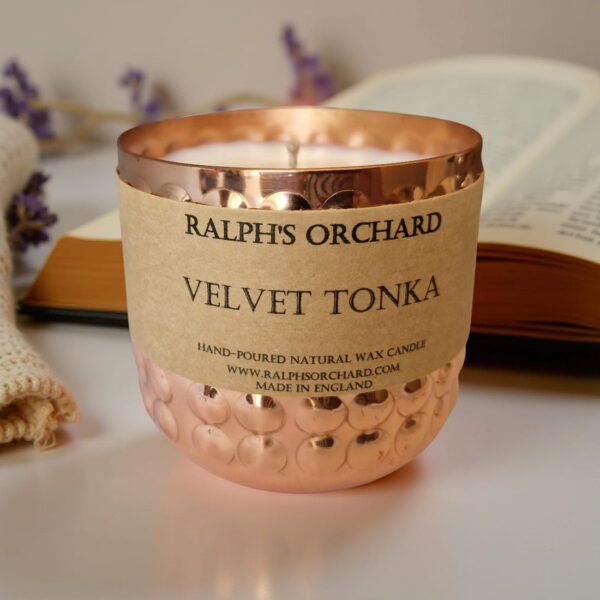 RALPH'S ORCHARD
VELVET TONKA
HAND-POURED NATURAL WAX CANDLE
WWW.RALPHSORCHARD.COM
MADE IN ENGLAND